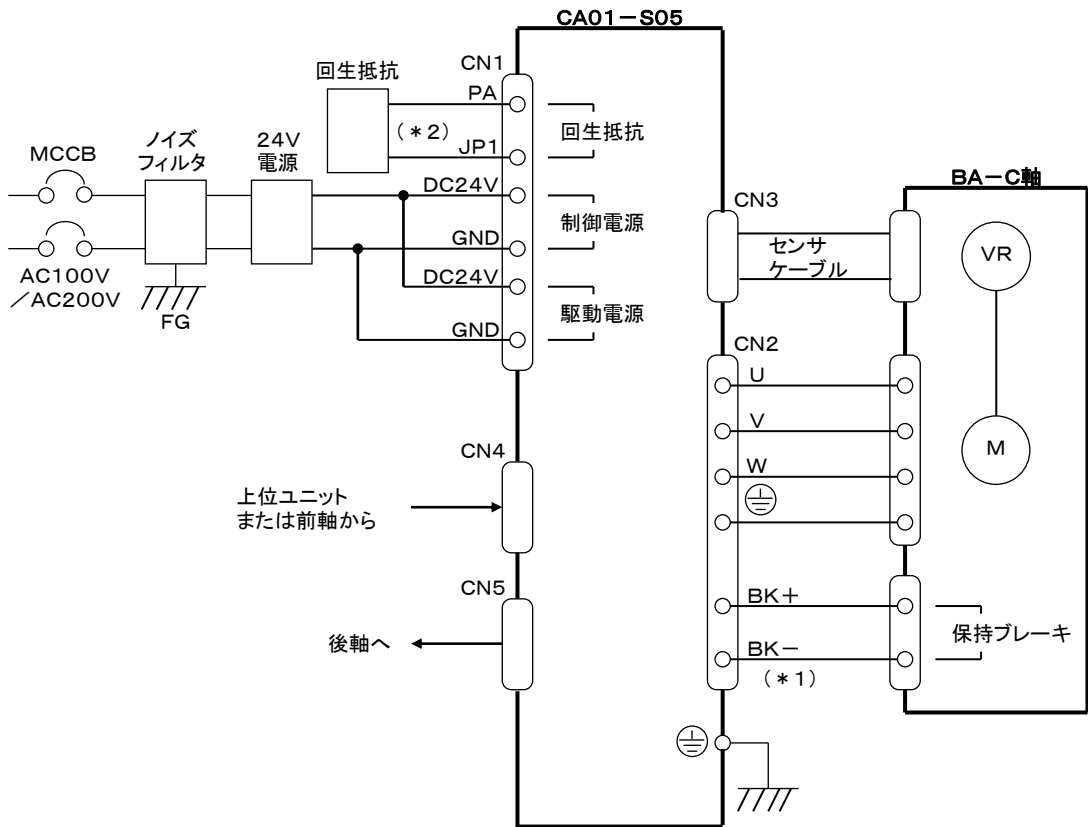 CA01－S05
CN1
回生抵抗
PA
（＊2）
回生抵抗
JP1
MCCB
ノイズ
フィルタ
24V
電源
DC24V
制御電源
GND
AC100V
／AC200V
FG
DC24V
駆動電源
GND
CN3
センサ
ケーブル
BA－C軸
VR
M
CN2
U
V
W
CN4
上位ユニット
または前軸から
CN5
後軸へ
BK＋
BK－
（＊1）
保持ブレーキ